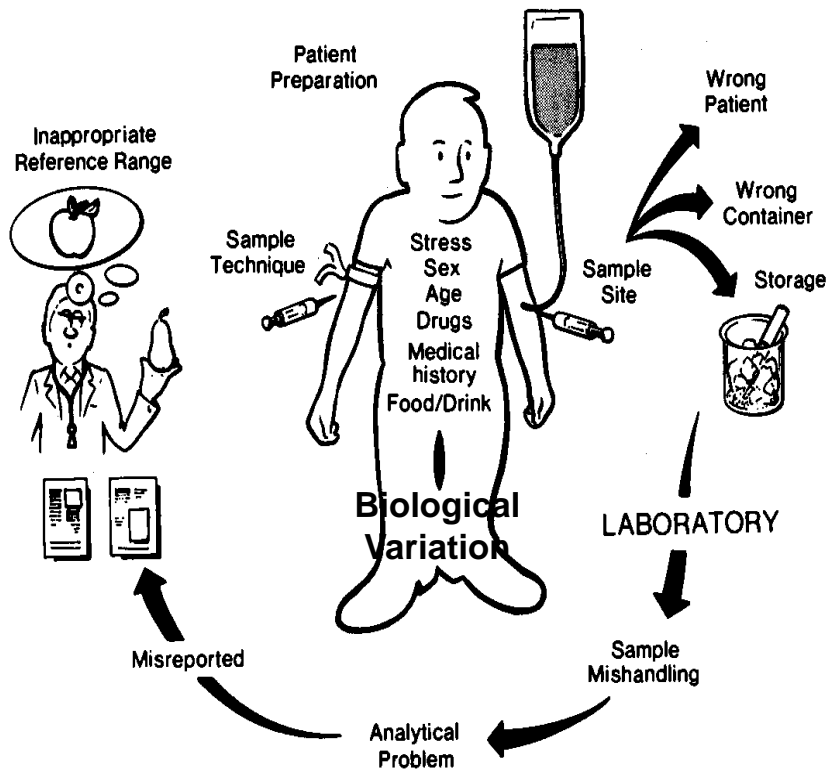 Patient
Preparation
Wrong
Patient
Inappropriate
Reference Range
Wrong
Container
Sample
Technique
Stress
Sex
Age
Drugs
Medical
history
Food/Drink
Sample
Site
Storage
Biological
Variation
LABORATORY
Sample
Mishandling
Misreported
Analytical
Problem